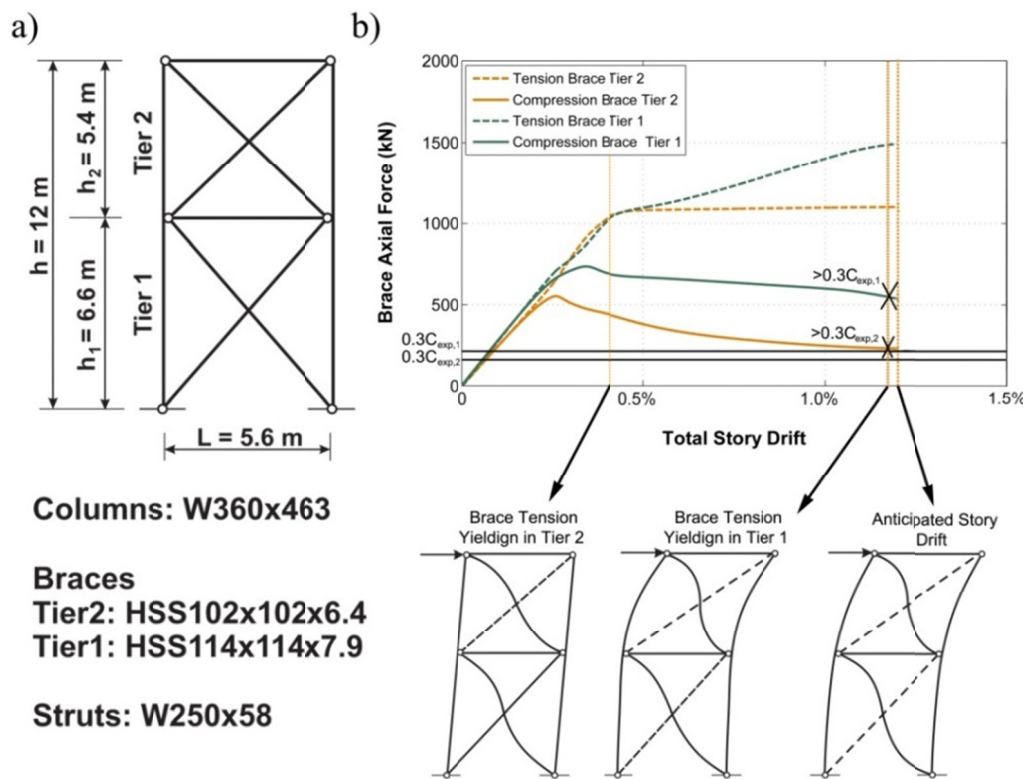 a)
h = 12 m
h₂ = 5.4 m
Tier 2
h₁ = 6.6 m
Tier 1
L = 5.6 m
Columns: W360x463
Braces
Tier2: HSS102x102x6.4
Tier1: HSS114x114x7.9
Struts: W250x58
b)
Brace Axial Force (kN)
2000
1500
1000
500
0
0.3Cexp,1
0.3Cexp,2
Tension Brace Tier 2
Compression Brace Tier 2
Tension Brace Tier 1
Compression Brace Tier 1
>0.3Cexp,1
>0.3Cexp,2
0
0.5%
1.0%
1.5%
Total Story Drift
Brace Tension
Yieldign in Tier 2
Brace Tension
Yieldign in Tier 1
Anticipated Story
Drift